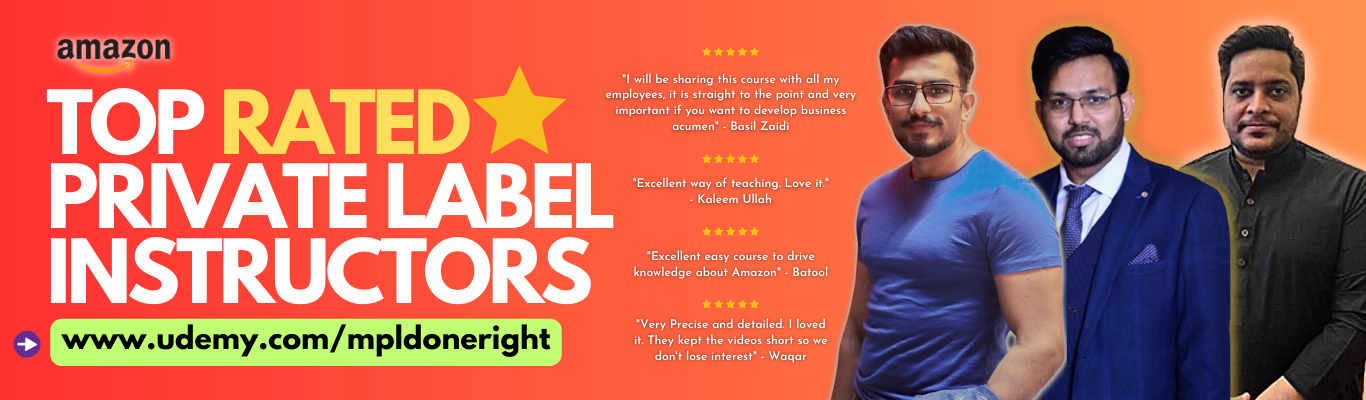 amazon
TOP RATED
PRIVATE LABEL
INSTRUCTORS
www.udemy.com/mpldoneright
"I will be sharing this course with all my
employees, it is straight to the point and very
important if you want to develop business
acumen" - Basil Zaidi
"Excellent way of teaching. Love it."
- Kaleem Ullah
"Excellent easy course to drive
knowledge about Amazon" - Batool
"Very Precise and detailed. I loved
it. They kept the videos short so we
don't lose interest" - Waqar